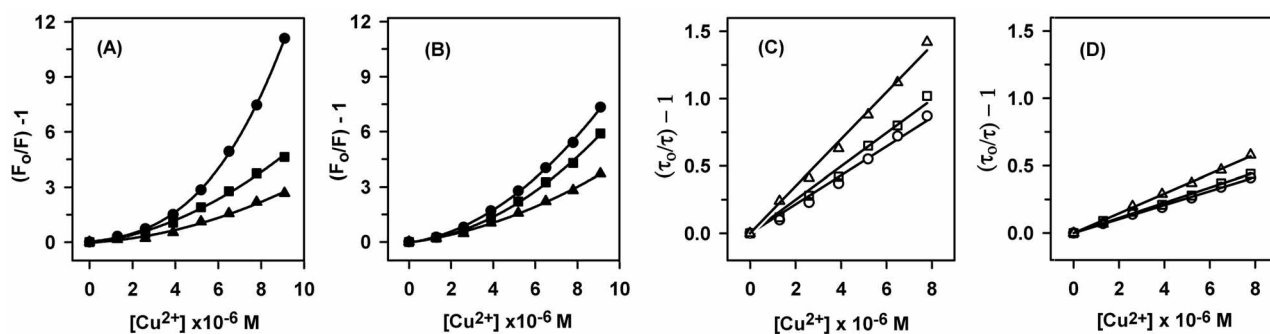 (A)
(F₀/F) -1
12
9
6
3
0
0 2 4 6 8 10
[Cu²⁺] x10⁻⁶ M
(B)
(F₀/F) -1
12
9
6
3
0
0 2 4 6 8 10
[Cu²⁺] x10⁻⁶ M
(C)
(τ₀/τ) − 1
1.5
1.0
0.5
0.0
0 2 4 6 8
[Cu²⁺] x 10⁻⁶ M
(D)
(τ₀/τ) − 1
1.5
1.0
0.5
0.0
0 2 4 6 8
[Cu²⁺] x 10⁻⁶ M